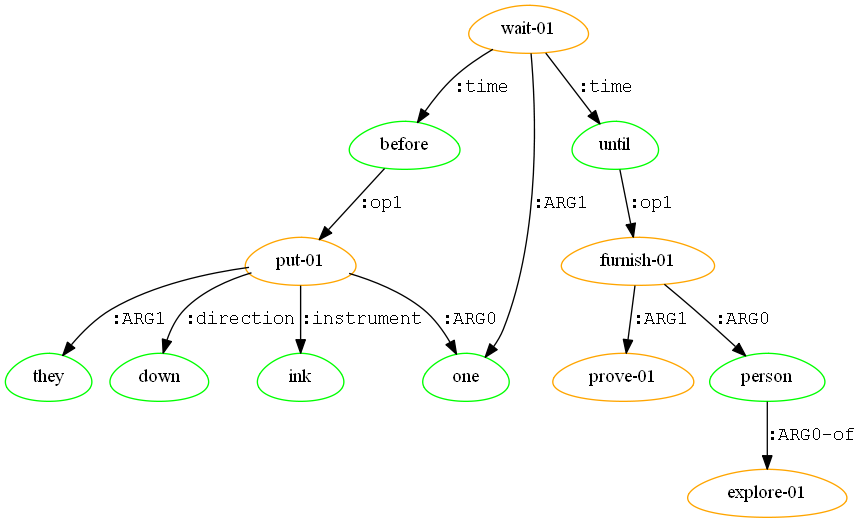 wait-01
:time :time
before until
:op1 :ARG1 :op1
put-01 furnish-01
:ARG1 :direction :instrument :ARG0 :ARG1 :ARG0
they down ink one prove-01 person
:ARG0-of
explore-01